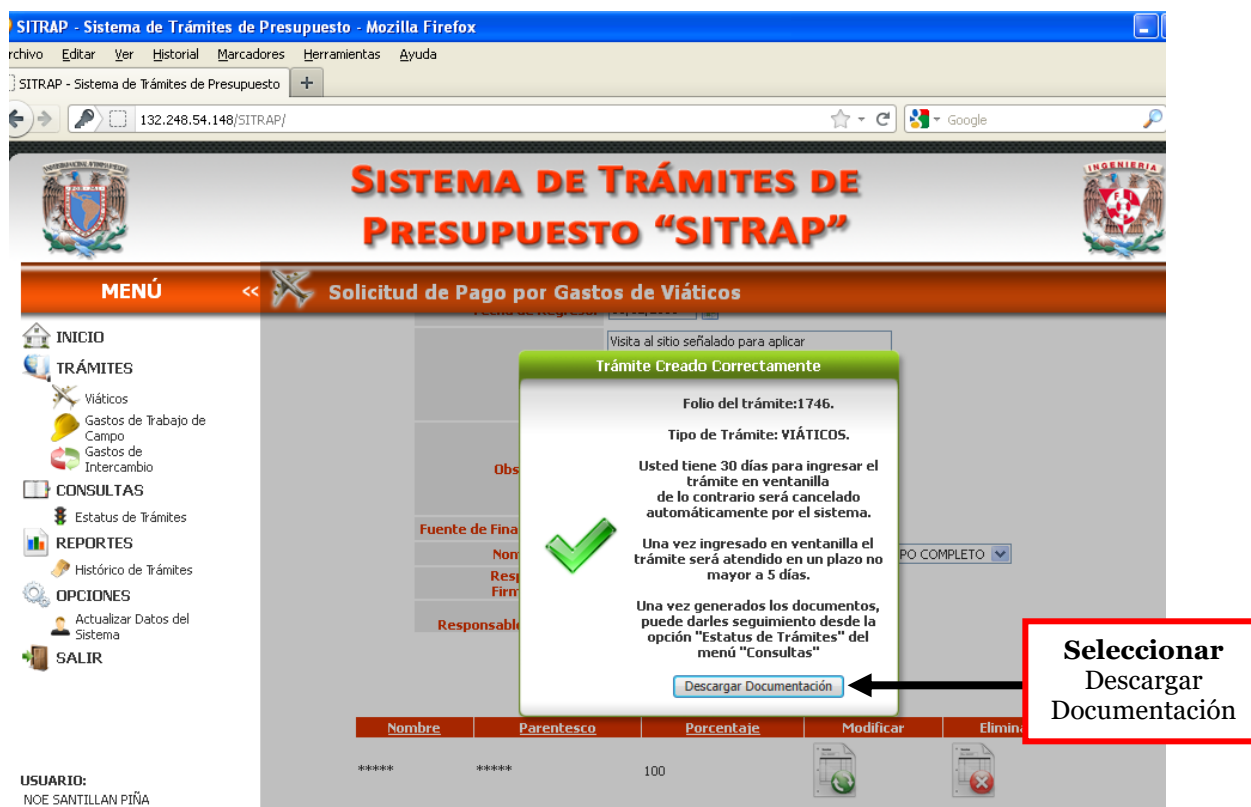 SITRAP - Sistema de Trámites de Presupuesto - Mozilla Firefox
rchivo Editar Ver Historial Marcadores Herramientas Ayuda
SITRAP - Sistema de Trámites de Presupuesto
132.248.54.148/SITRAP/
Google
SISTEMA DE TRÁMITES DE
PRESUPUESTO “SITRAP”
INGENIERIA
MENÚ <<
Solicitud de Pago por Gastos de Viáticos
INICIO
TRÁMITES
Viáticos
Gastos de Trabajo de
Campo
Gastos de
Intercambio
CONSULTAS
Estatus de Trámites
REPORTES
Histórico de Trámites
OPCIONES
Actualizar Datos del
Sistema
SALIR
USUARIO:
NOE SANTILLAN PIÑA
Visita al sitio señalado para aplicar
Obs
Fuente de Fina
Nom
PO COMPLETO
Resp
Firm
Responsable
Trámite Creado Correctamente
Folio del trámite:1746.
Tipo de Trámite: VIÁTICOS.
Usted tiene 30 días para ingresar el
trámite en ventanilla
de lo contrario será cancelado
automáticamente por el sistema.
Una vez ingresado en ventanilla el
trámite será atendido en un plazo no
mayor a 5 días.
Una vez generados los documentos,
puede darles seguimiento desde la
opción "Estatus de Trámites" del
menú "Consultas"
Descargar Documentación
Seleccionar
Descargar
Documentación
Nombre Parentesco Porcentaje Modificar Elimina
***** ***** 100